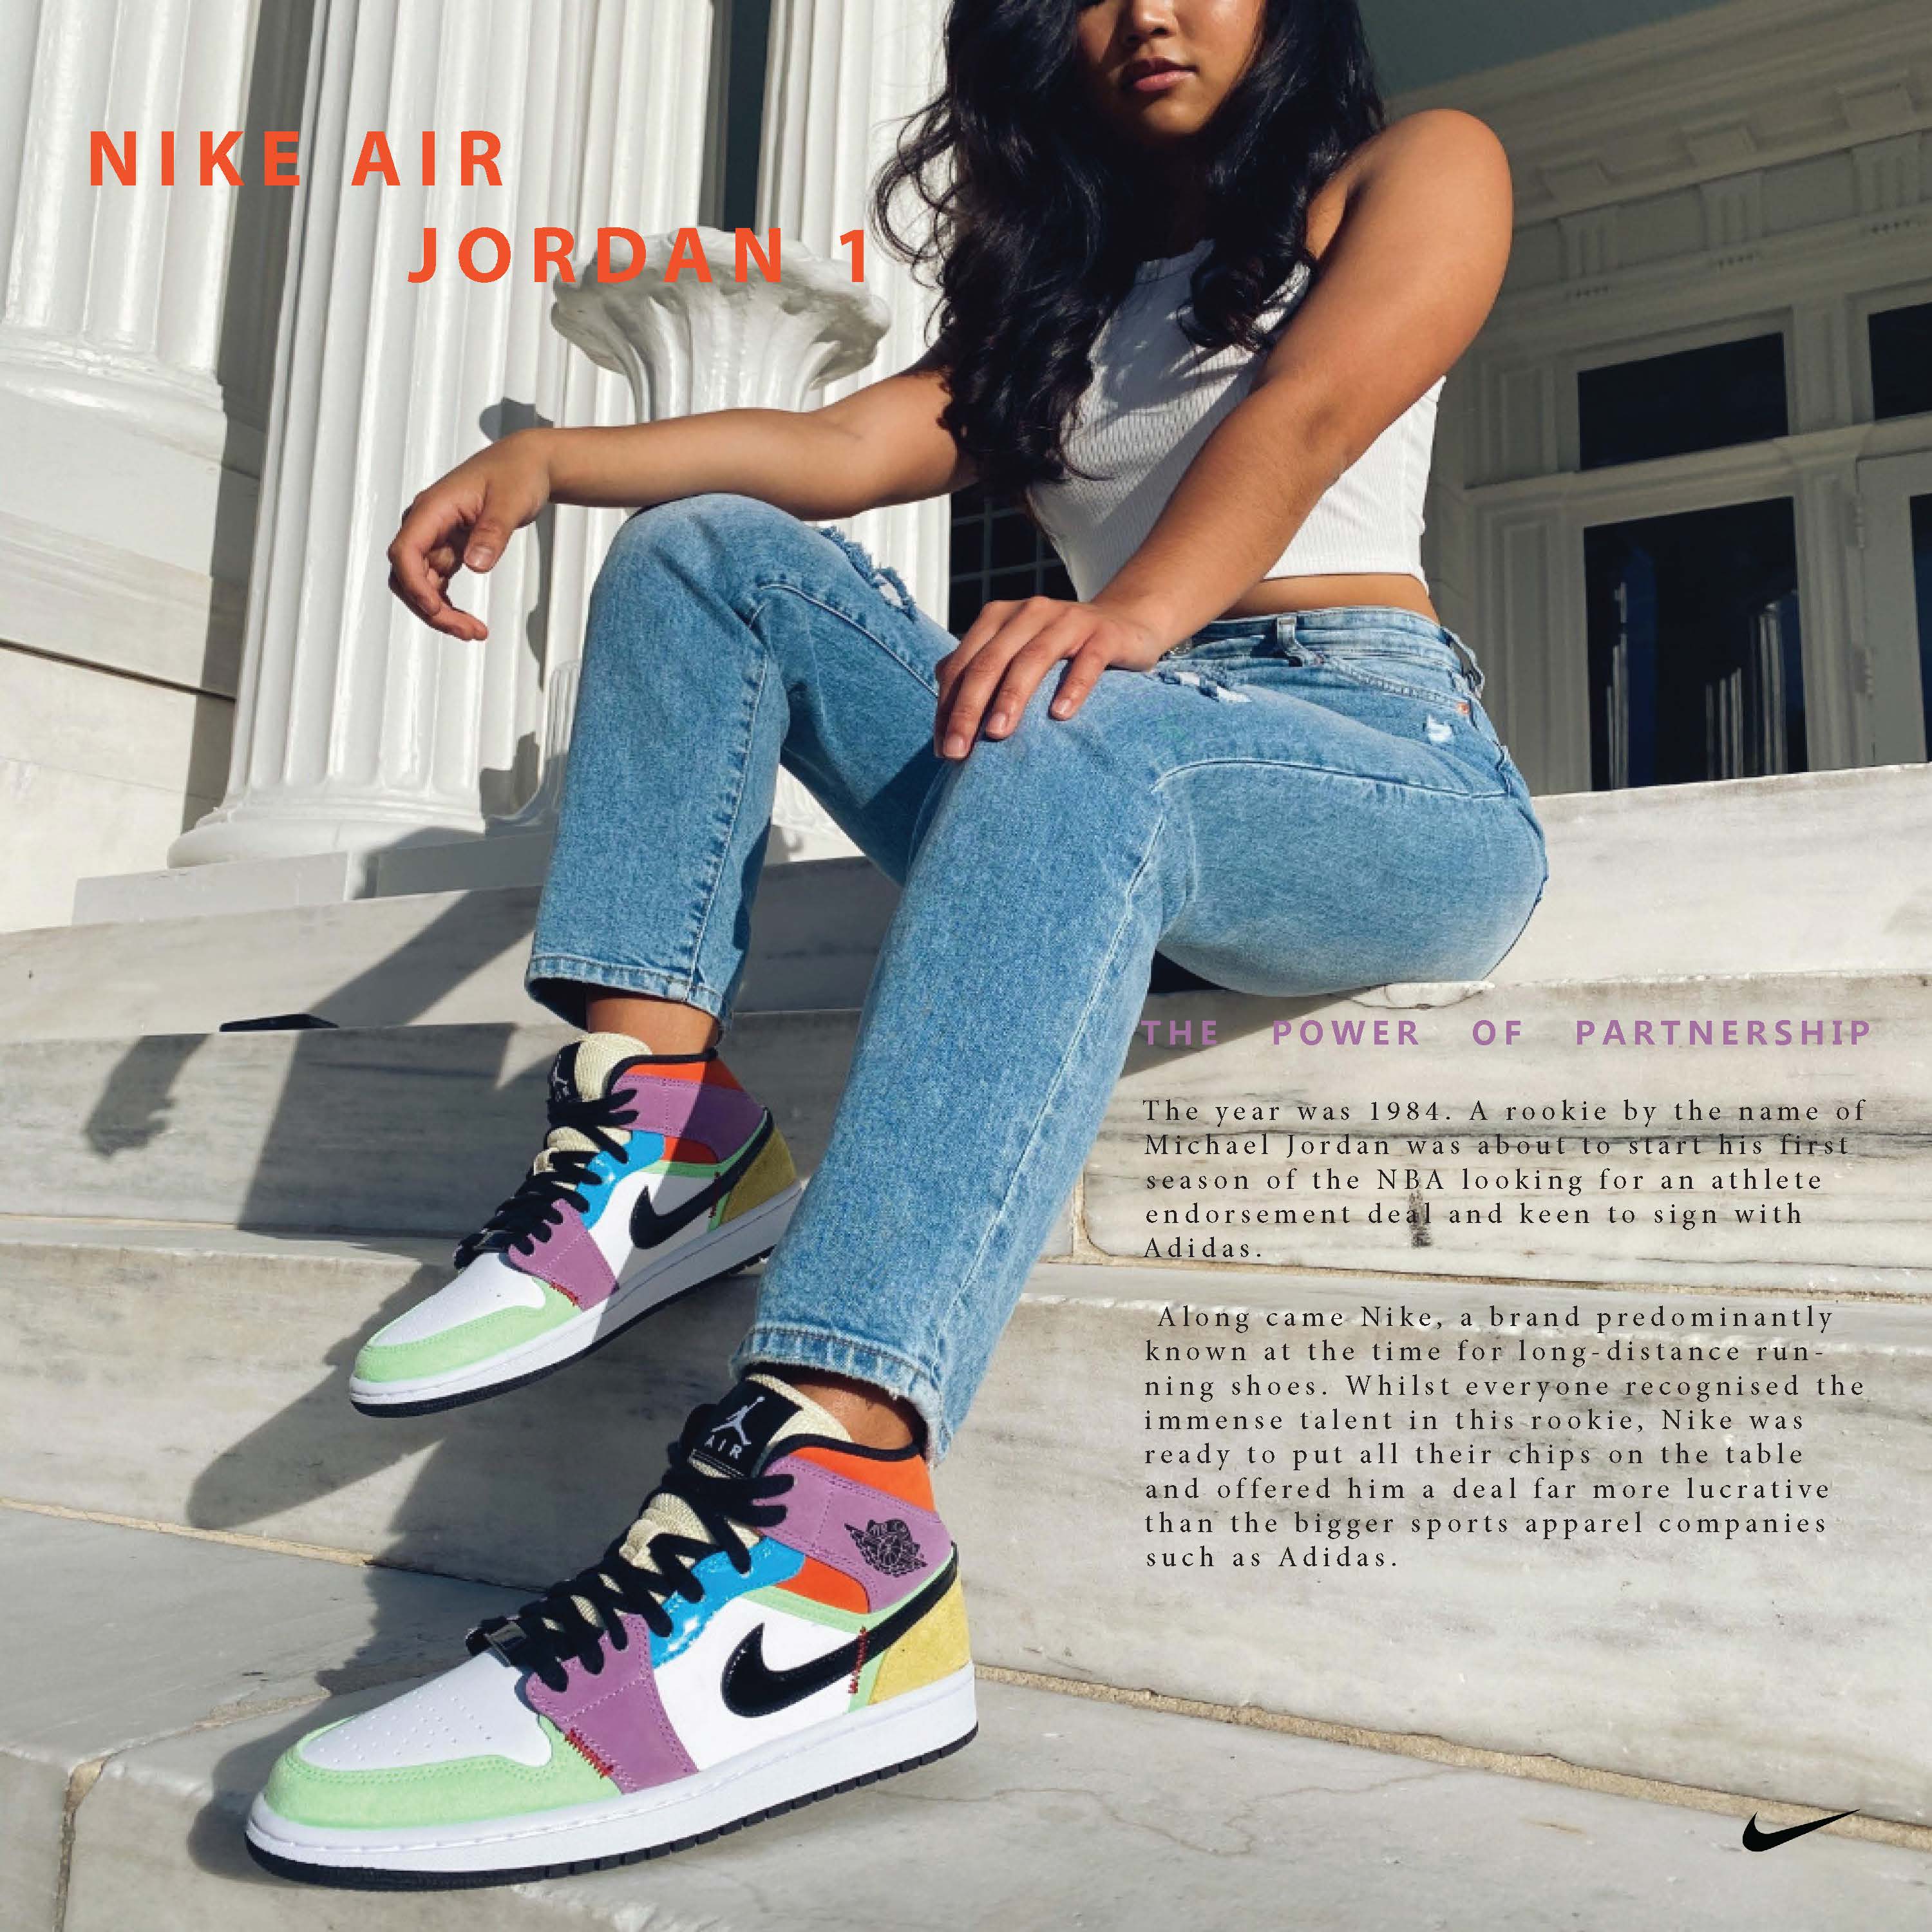 NIKE AIR
JORDAN 1
THE POWER OF PARTNERSHIP
The year was 1984. A rookie by the name of
Michael Jordan was about to start his first
season of the NBA looking for an athlete
endorsement deal and keen to sign with
Adidas.
Along came Nike, a brand predominantly
known at the time for long-distance run-
ning shoes. Whilst everyone recognised the
immense talent in this rookie, Nike was
ready to put all their chips on the table
and offered him a deal far more lucrative
than the bigger sports apparel companies
such as Adidas.
AIR